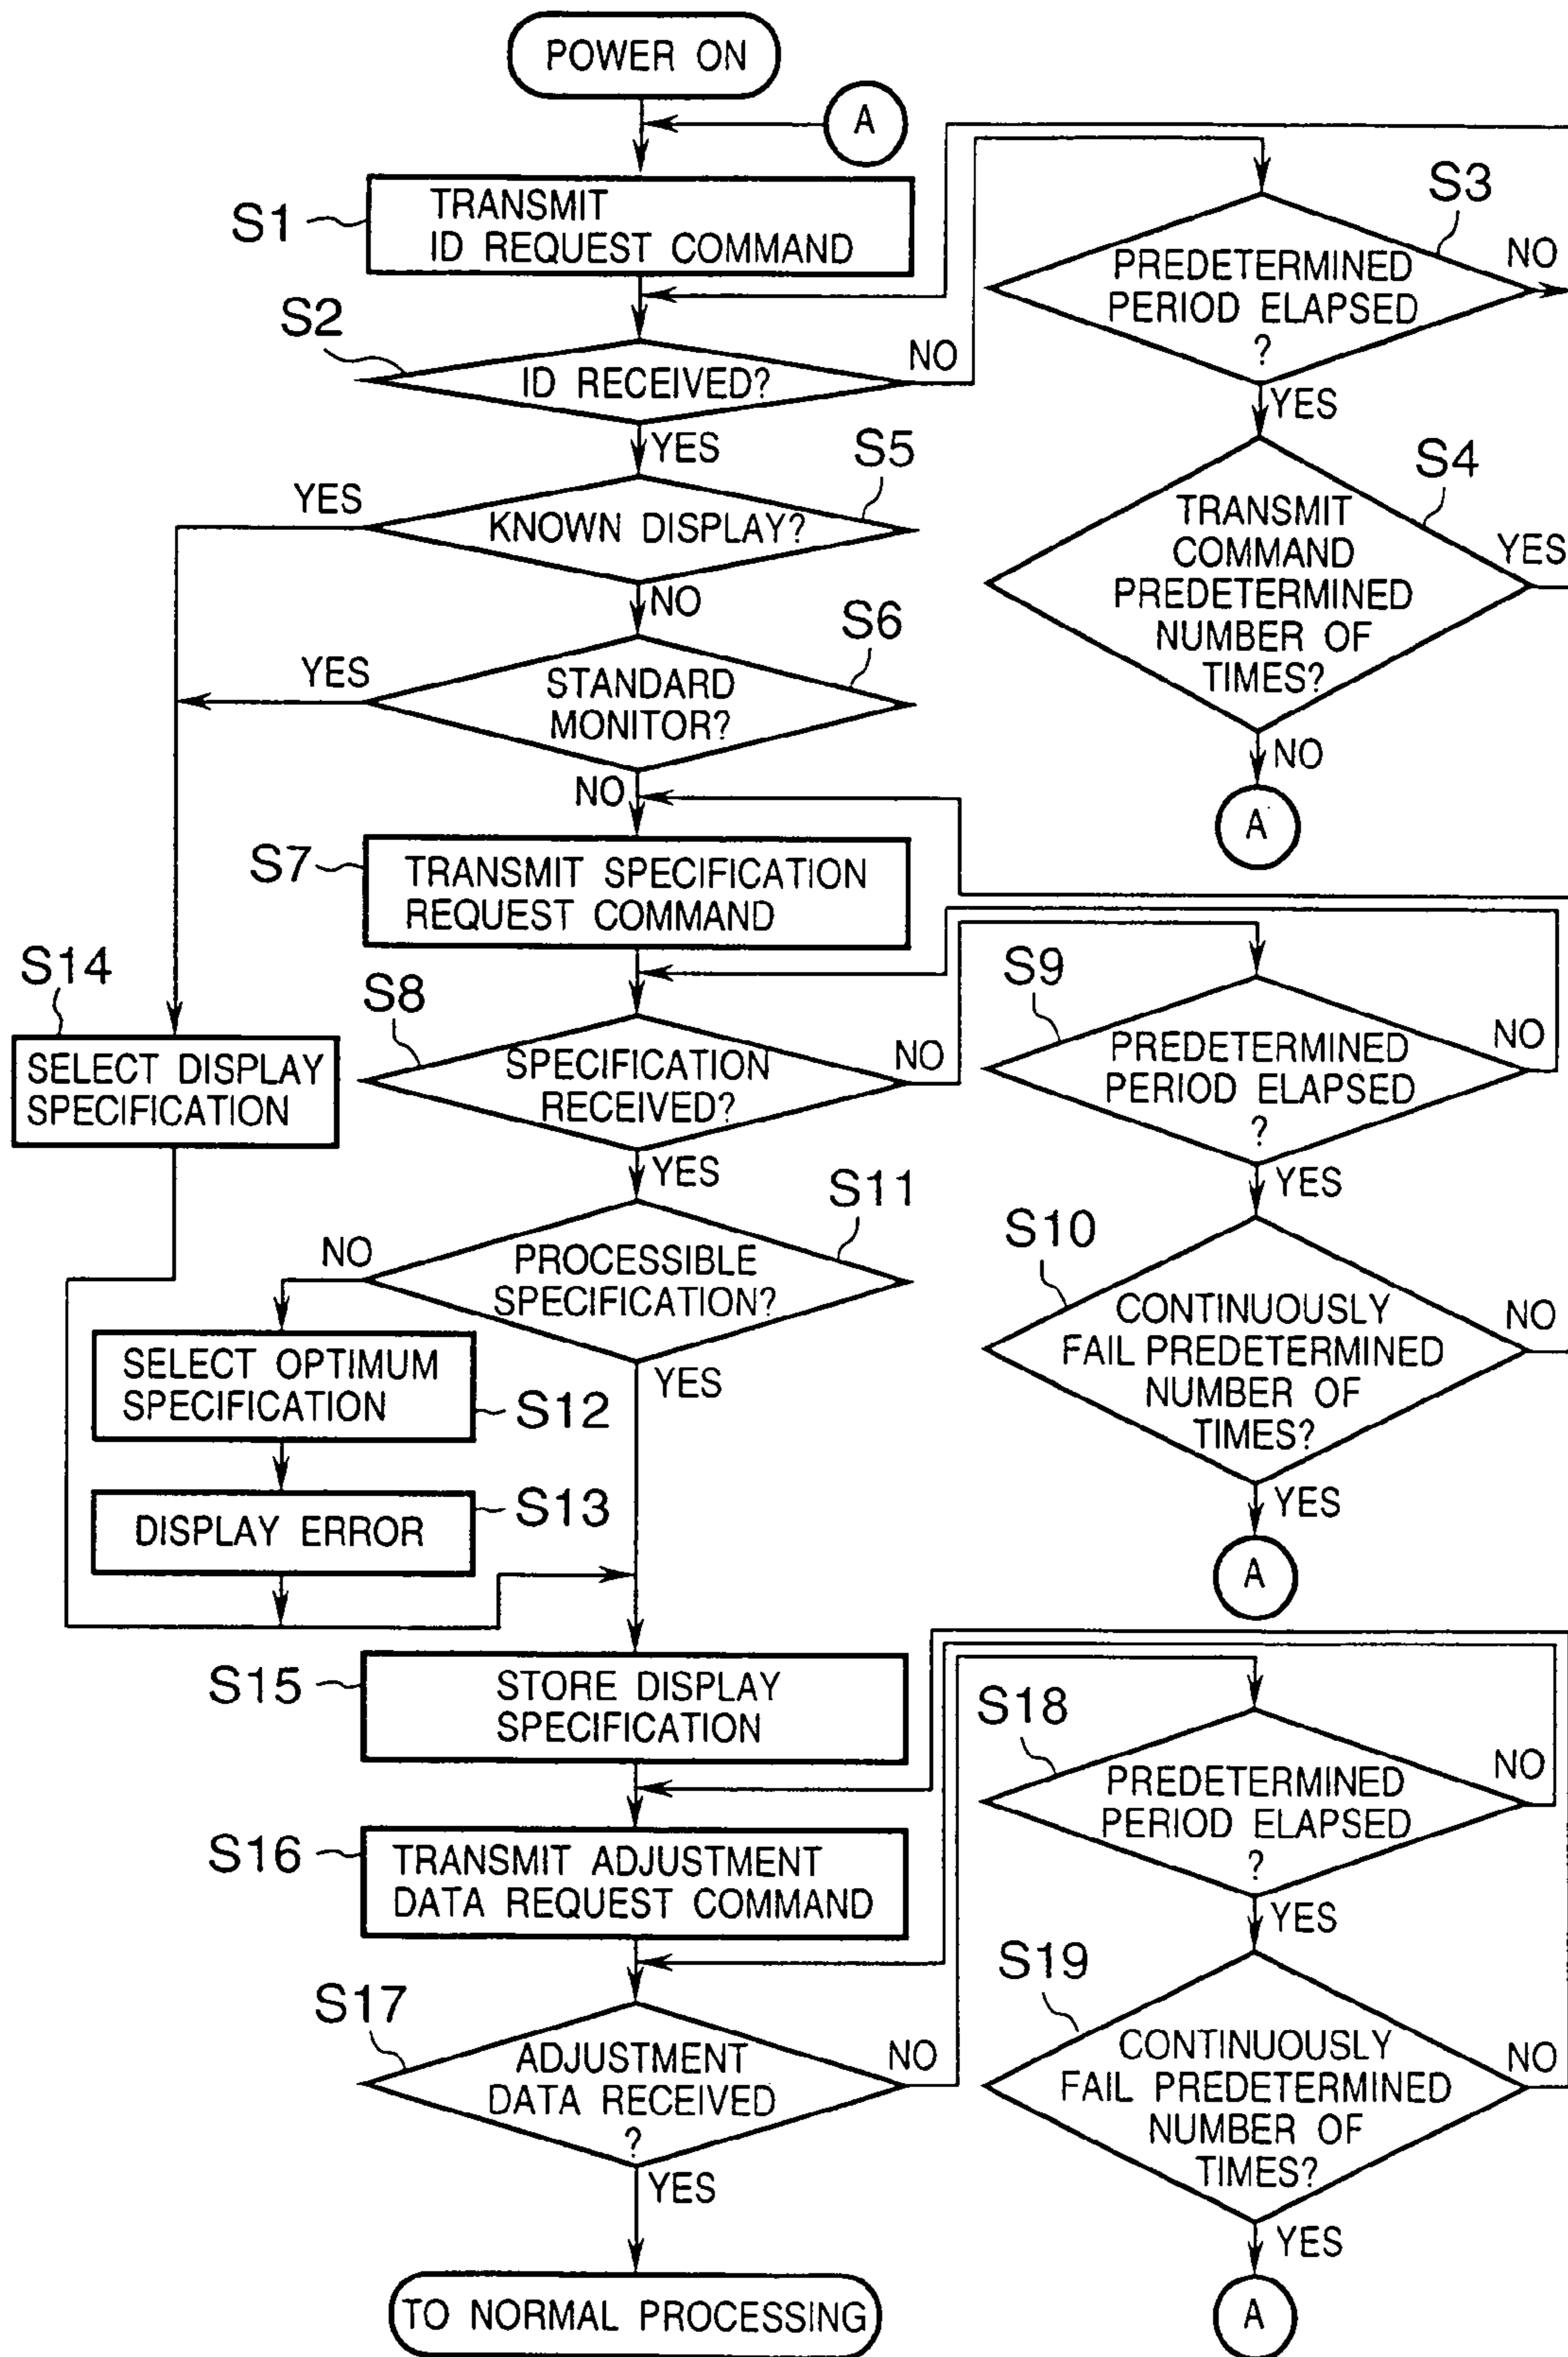 POWER ON
A
S1
TRANSMIT
ID REQUEST COMMAND
S2
ID RECEIVED?
NO
YES
S3
PREDETERMINED
PERIOD ELAPSED
?
NO
YES
S4
TRANSMIT
COMMAND
PREDETERMINED
NUMBER OF
TIMES?
YES
NO
A
S5
KNOWN DISPLAY?
YES
NO
S6
STANDARD
MONITOR?
YES
NO
S7
TRANSMIT SPECIFICATION
REQUEST COMMAND
S14
SELECT DISPLAY
SPECIFICATION
S8
SPECIFICATION
RECEIVED?
NO
YES
S9
PREDETERMINED
PERIOD ELAPSED
?
NO
YES
S10
CONTINUOUSLY
FAIL PREDETERMINED
NUMBER OF
TIMES?
NO
YES
A
S11
PROCESSIBLE
SPECIFICATION?
NO
YES
SELECT OPTIMUM
SPECIFICATION
S12
DISPLAY ERROR
S13
S15
STORE DISPLAY
SPECIFICATION
S16
TRANSMIT ADJUSTMENT
DATA REQUEST COMMAND
S17
ADJUSTMENT
DATA RECEIVED
?
NO
YES
S18
PREDETERMINED
PERIOD ELAPSED
?
NO
YES
S19
CONTINUOUSLY
FAIL PREDETERMINED
NUMBER OF
TIMES?
NO
YES
A
TO NORMAL PROCESSING